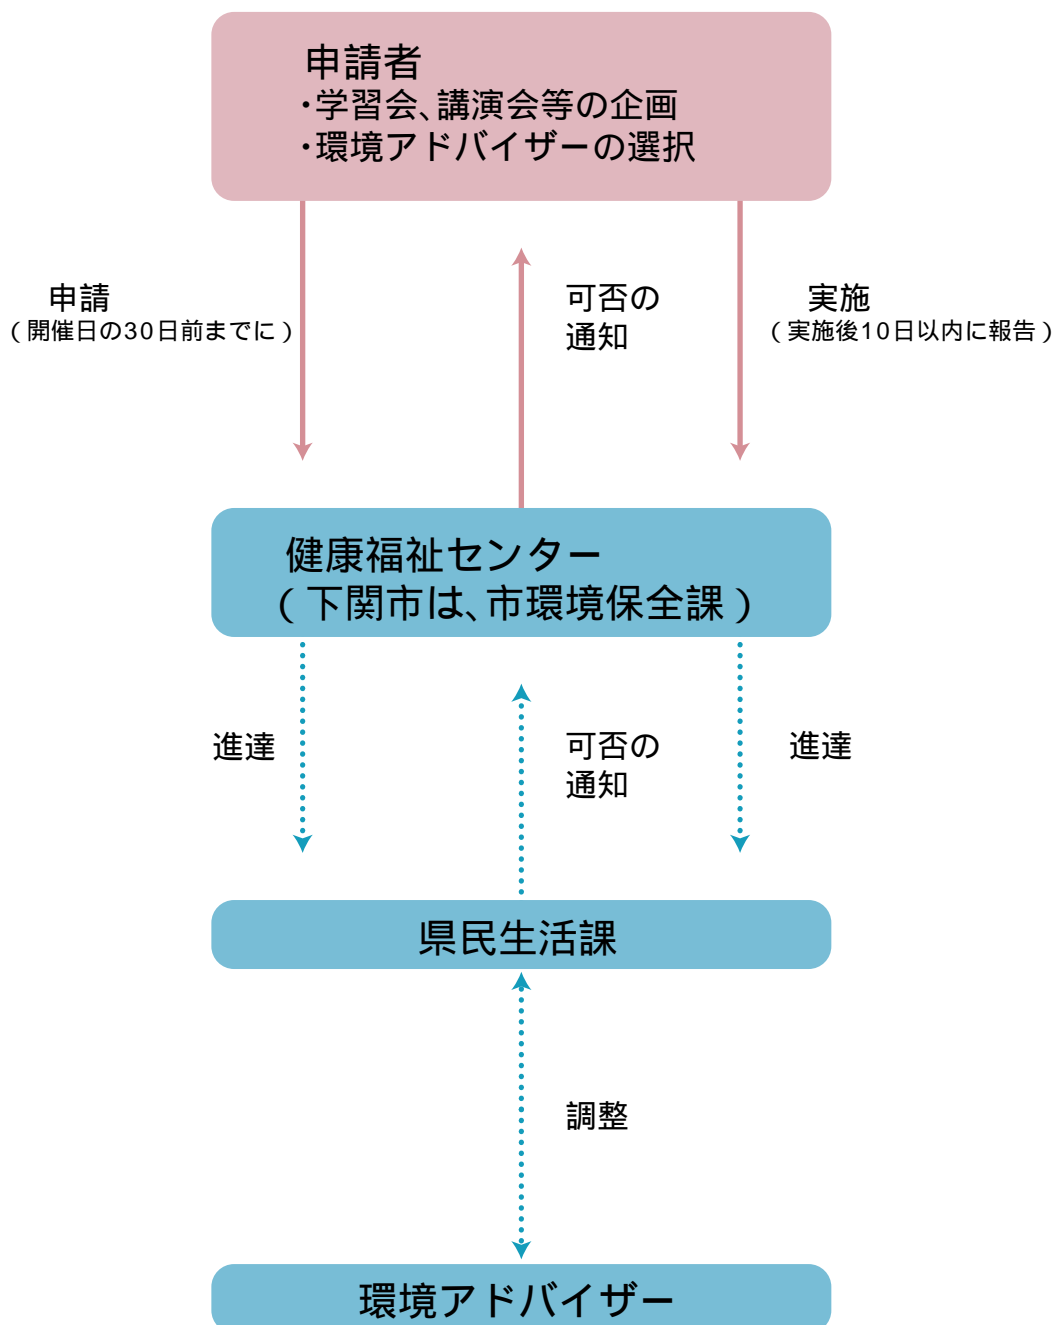 申請者
・学習会、講演会等の企画
・環境アドバイザーの選択
申請
（開催日の30日前までに）
可否の
通知
実施
（実施後10日以内に報告）
健康福祉センター
（下関市は、市環境保全課）
進達
可否の
通知
進達
県民生活課
調整
環境アドバイザー